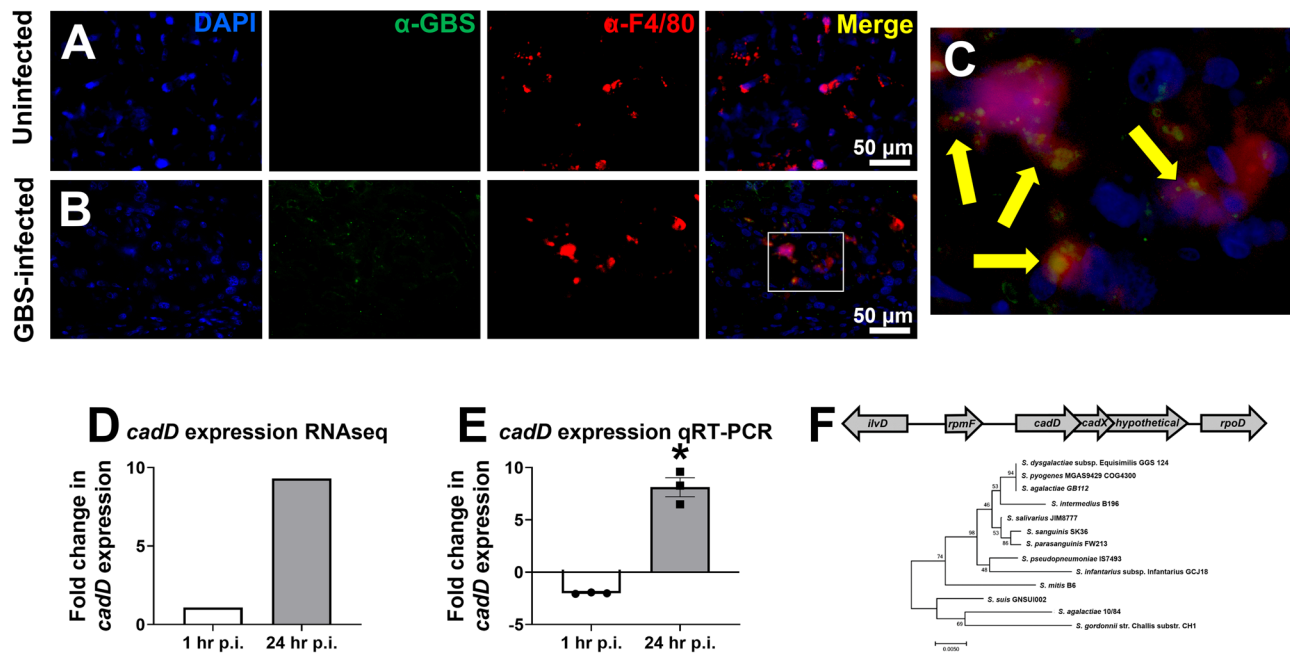 DAPI
α-GBS
α-F4/80
Merge
Uninfected
A
50 µm
GBS-infected
B
50 µm
C
D
cadD expression RNAseq
Fold change in
cadD expression
10
5
0
1 hr p.i.
24 hr p.i.
E
cadD expression qRT-PCR
Fold change in
cadD expression
*
10
5
0
-5
1 hr p.i.
24 hr p.i.
F
ilvD
rpmF
cadD
cadX
hypothetical
rpoD
S. dysgalactiae subsp. Equisimilis GGS 124
S. pyogenes MGAS9429 COG4300
S. agalactiae GB112
S. intermedius B196
S. salivarius JIM8777
S. sanguinis SK36
S. parasanguinis FW213
S. pseudopneumoniae IS7493
S. infantarius subsp. Infantarius GCJ18
S. mitis B6
S. suis GNSUI002
S. agalactiae 10/84
S. gordonnii str. Challis substr. CH1
94
53
46
53
86
98
48
74
69
0.0050